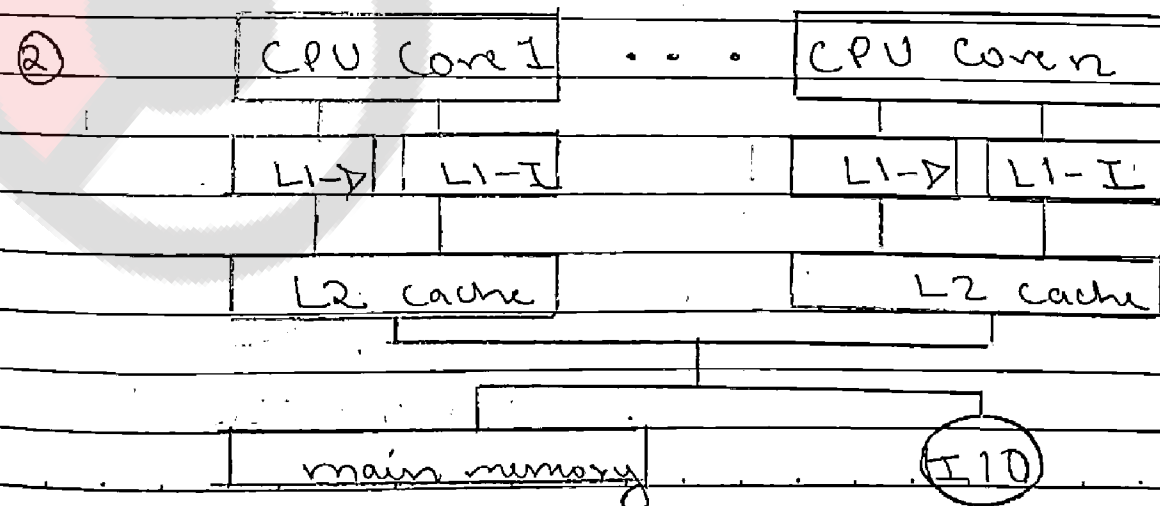 ② CPU Core 1 . . . CPU Core n
L1-D L1-I L1-D L1-I
L2 cache L2 cache
main memory I/O